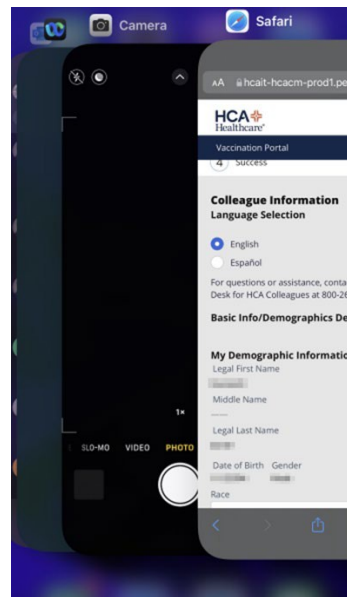 Camera
Safari
AA hcait-hcacm-prod1.pe
HCA
Healthcare®
Vaccination Portal
4 Success
Colleague Information
Language Selection
English
Español
For questions or assistance, conta
Desk for HCA Colleagues at 800-26
Basic Info/Demographics De
My Demographic Informatio
Legal First Name
Middle Name
1×
Legal Last Name
SLO-MO VIDEO PHOTO
Date of Birth Gender
Race